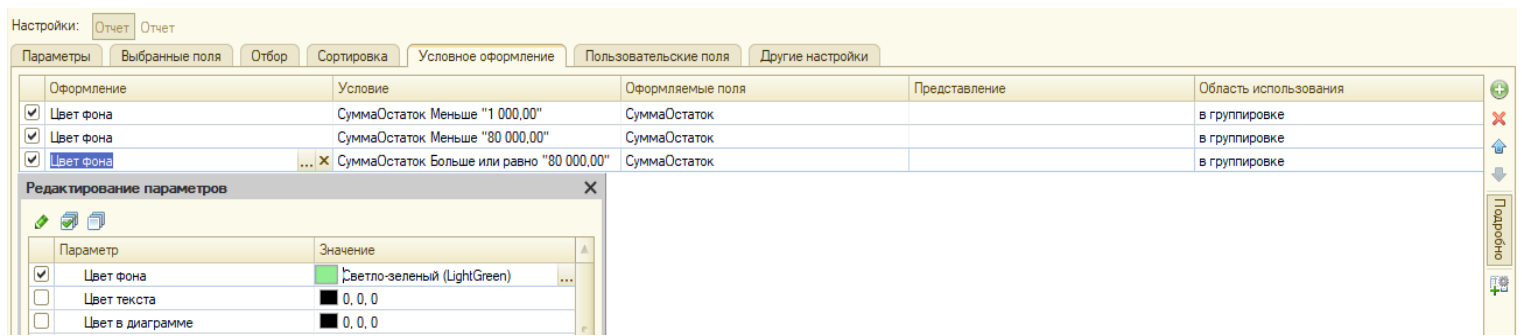 Настройки: Отчет Отчет
Параметры Выбранные поля Отбор Сортировка Условное оформление Пользовательские поля Другие настройки
Оформление Условие Оформляемые поля Представление Область использования
Цвет фона СуммаОстаток Меньше "1 000,00" СуммаОстаток в группировке
Цвет фона СуммаОстаток Меньше "80 000,00" СуммаОстаток в группировке
Цвет фона ... СуммаОстаток Больше или равно "80 000,00" СуммаОстаток в группировке
Редактирование параметров
Подробно
Параметр Значение
Цвет фона Светло-зеленый (LightGreen) ...
Цвет текста 0, 0, 0
Цвет в диаграмме 0, 0, 0